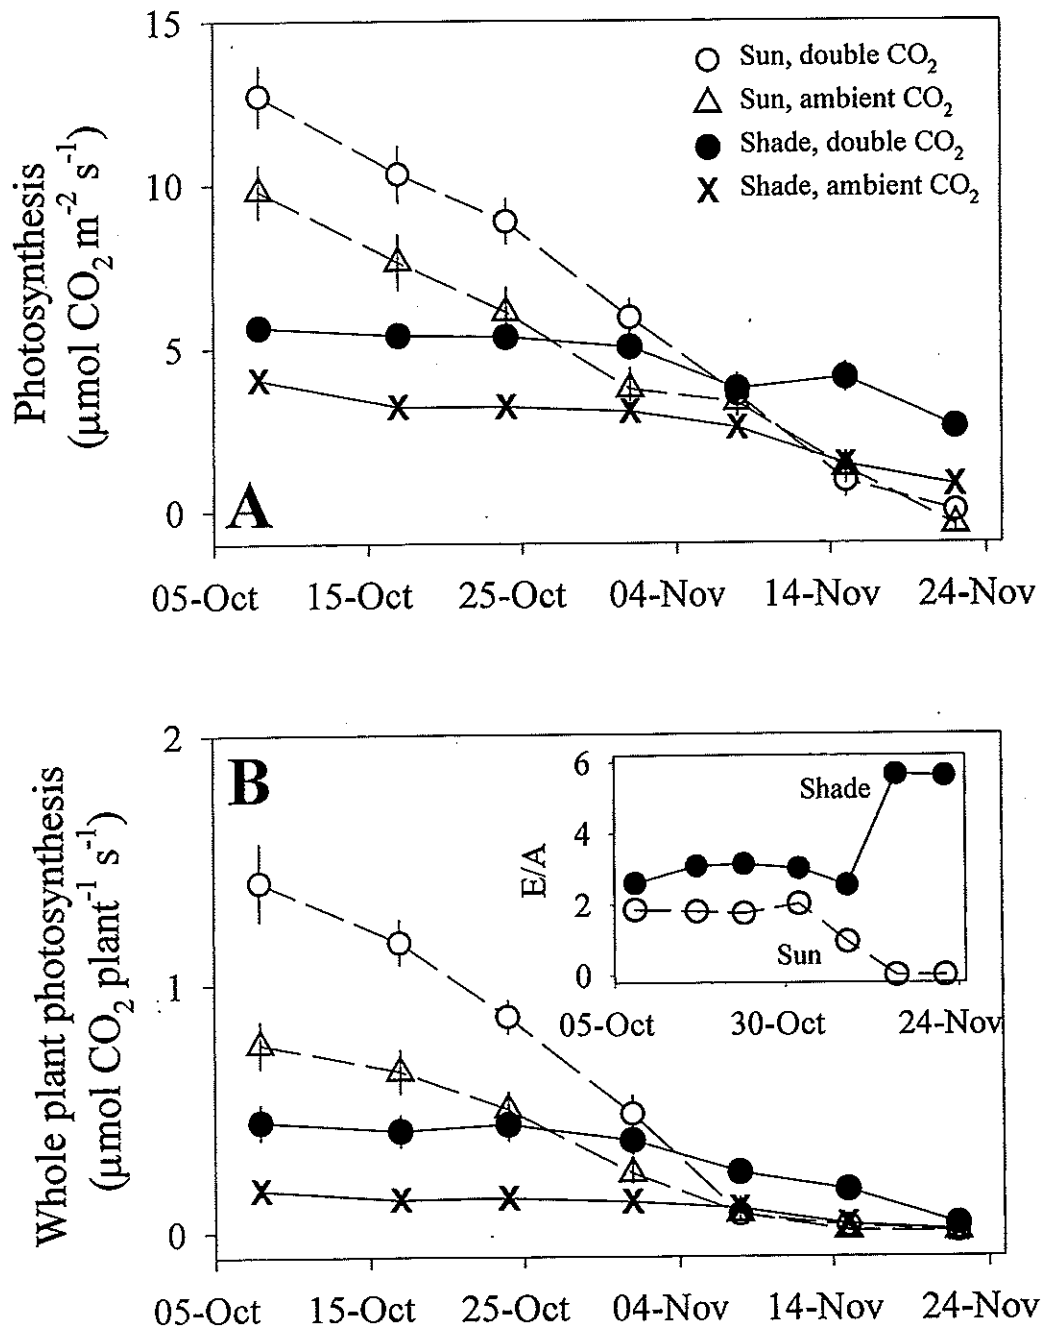 15
10
5
0
Photosynthesis
(μmol CO₂ m⁻² s⁻¹)
Sun, double CO₂
Sun, ambient CO₂
Shade, double CO₂
Shade, ambient CO₂
A
05-Oct 15-Oct 25-Oct 04-Nov 14-Nov 24-Nov
2
1
0
Whole plant photosynthesis
(μmol CO₂ plant⁻¹ s⁻¹)
B
6
4
2
0
E/A
Shade
Sun
05-Oct 30-Oct 24-Nov
05-Oct 15-Oct 25-Oct 04-Nov 14-Nov 24-Nov